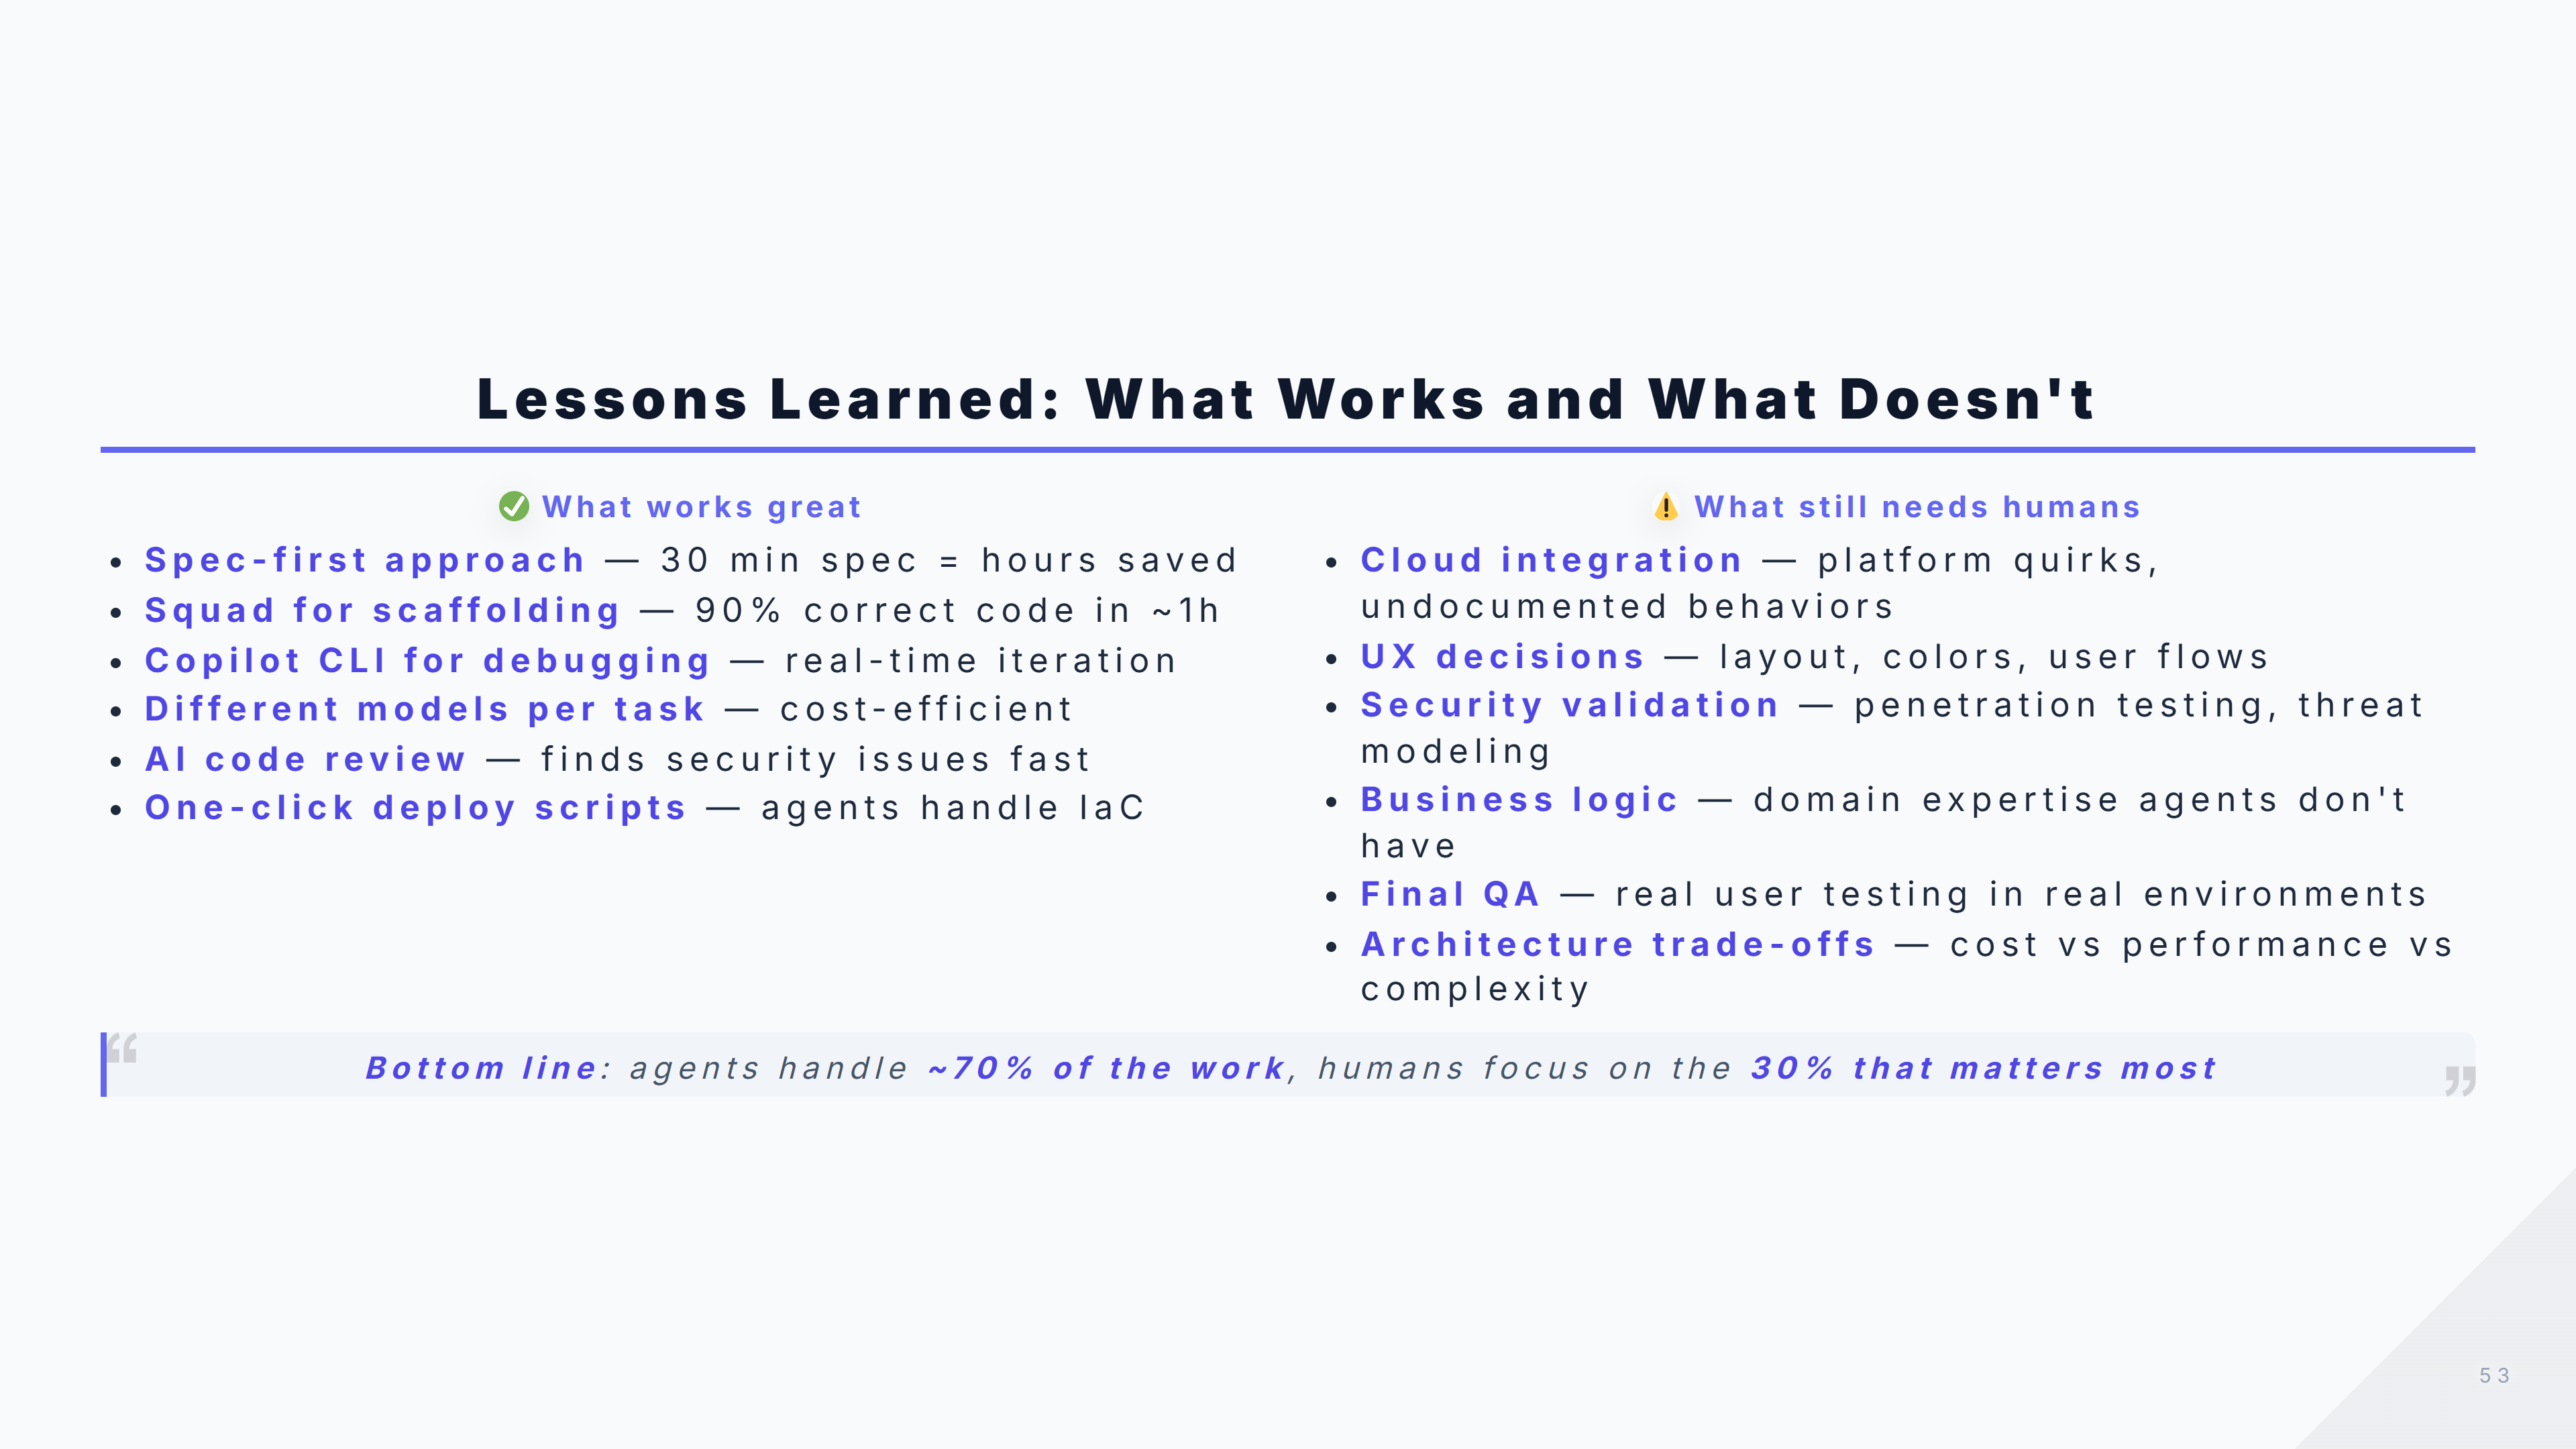 Lessons Learned: What Works and What Doesn't
✅ What works great
• Spec-first approach — 30 min spec = hours saved
• Squad for scaffolding — 90% correct code in ~1h
• Copilot CLI for debugging — real-time iteration
• Different models per task — cost-efficient
• AI code review — finds security issues fast
• One-click deploy scripts — agents handle IaC
⚠️ What still needs humans
• Cloud integration — platform quirks,
undocumented behaviors
• UX decisions — layout, colors, user flows
• Security validation — penetration testing, threat
modeling
• Business logic — domain expertise agents don't
have
• Final QA — real user testing in real environments
• Architecture trade-offs — cost vs performance vs
complexity
“Bottom line: agents handle ~70% of the work, humans focus on the 30% that matters most”
53